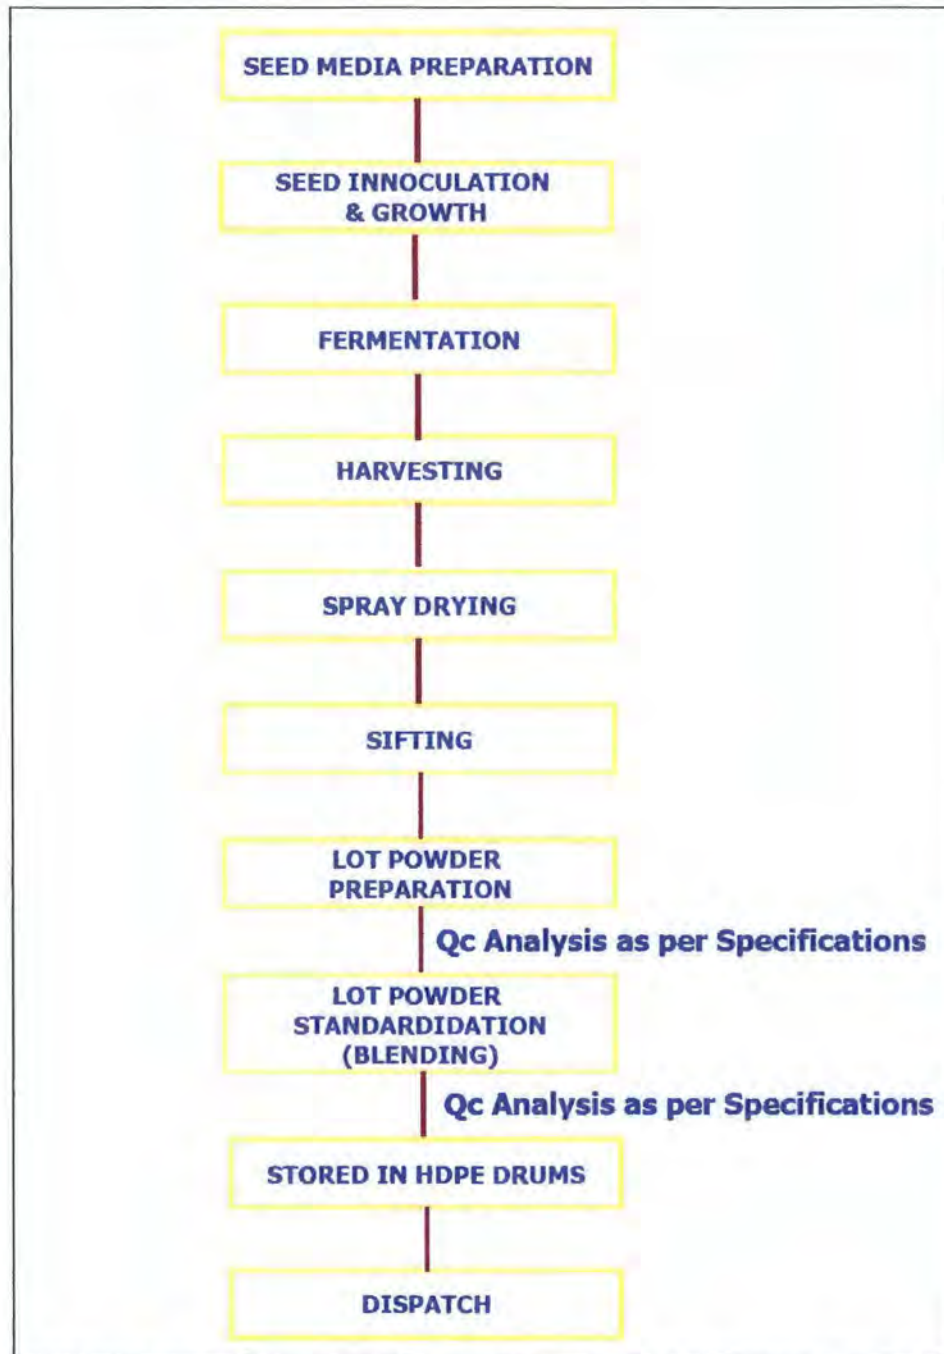 SEED MEDIA PREPARATION
SEED INNOCULATION
& GROWTH
FERMENTATION
HARVESTING
SPRAY DRYING
SIFTING
LOT POWDER
PREPARATION
Qc Analysis as per Specifications
LOT POWDER
STANDARDIDATION
(BLENDING)
Qc Analysis as per Specifications
STORED IN HDPE DRUMS
DISPATCH